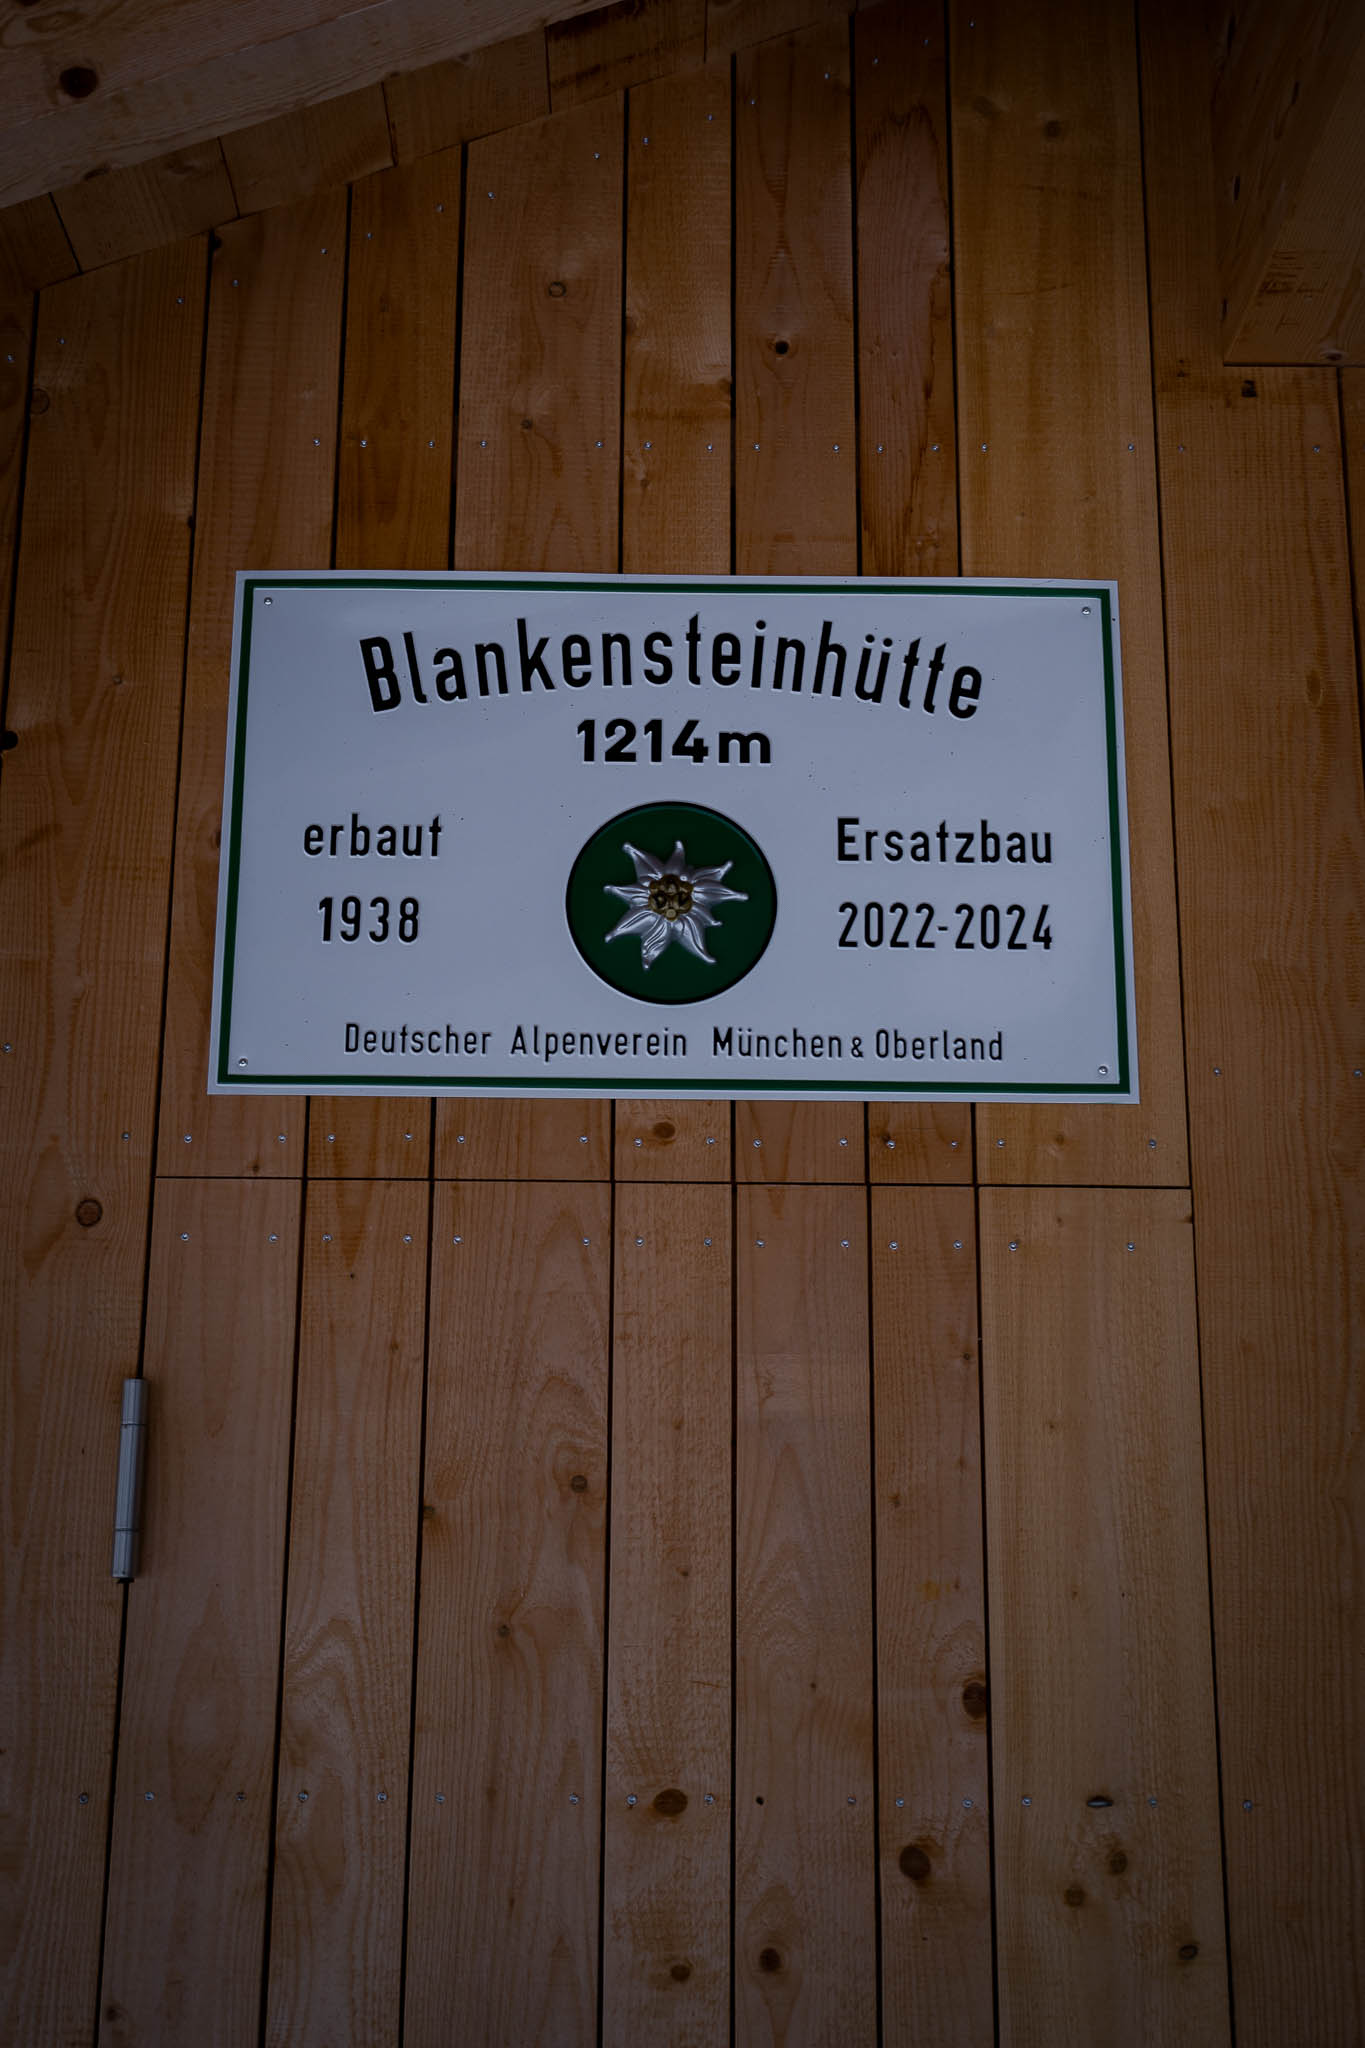 Blankensteinhütte
1214m
erbaut
1938
Ersatzbau
2022-2024
Deutscher Alpenverein München & Oberland